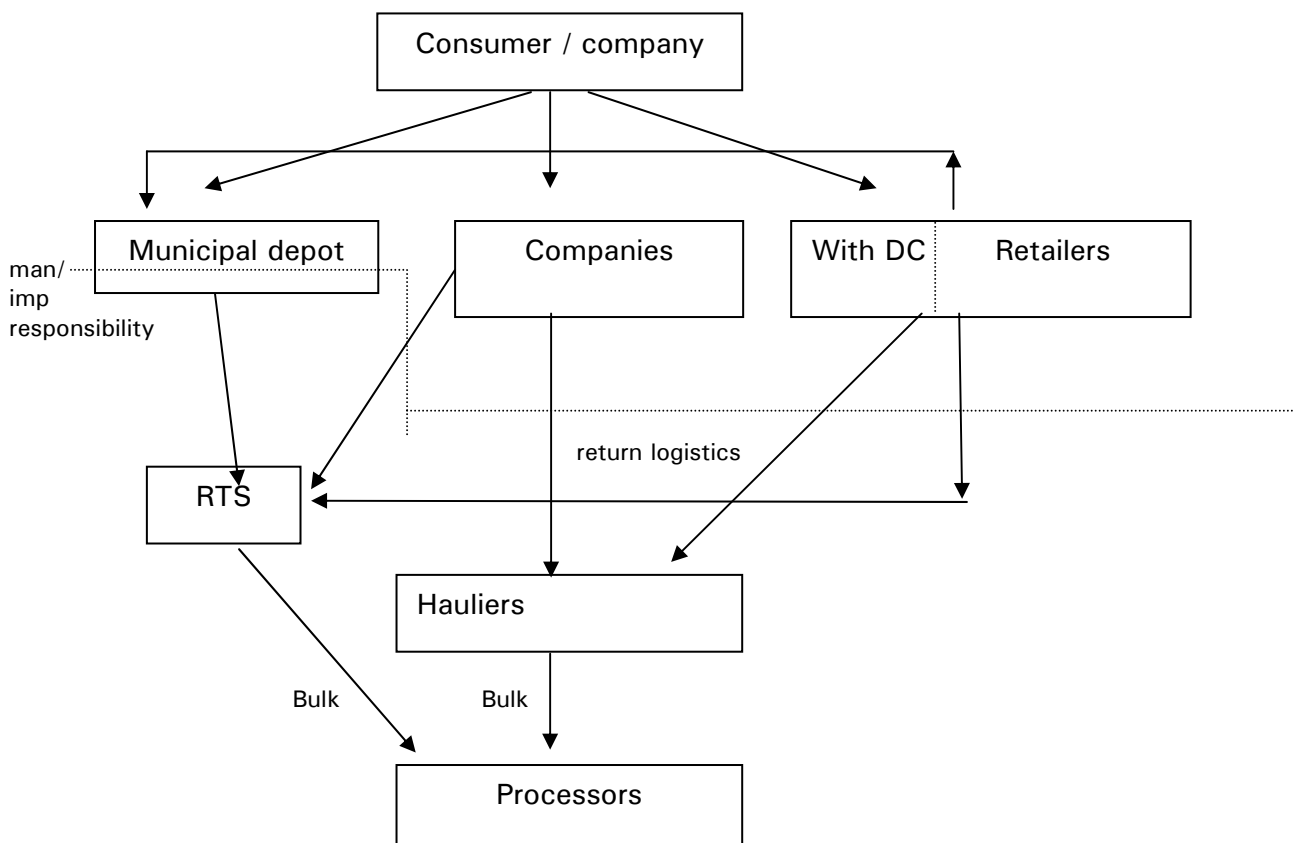 Consumer / company
Municipal depot
Companies
With DC
Retailers
man/
imp
responsibility
return logistics
RTS
Hauliers
Bulk
Bulk
Processors